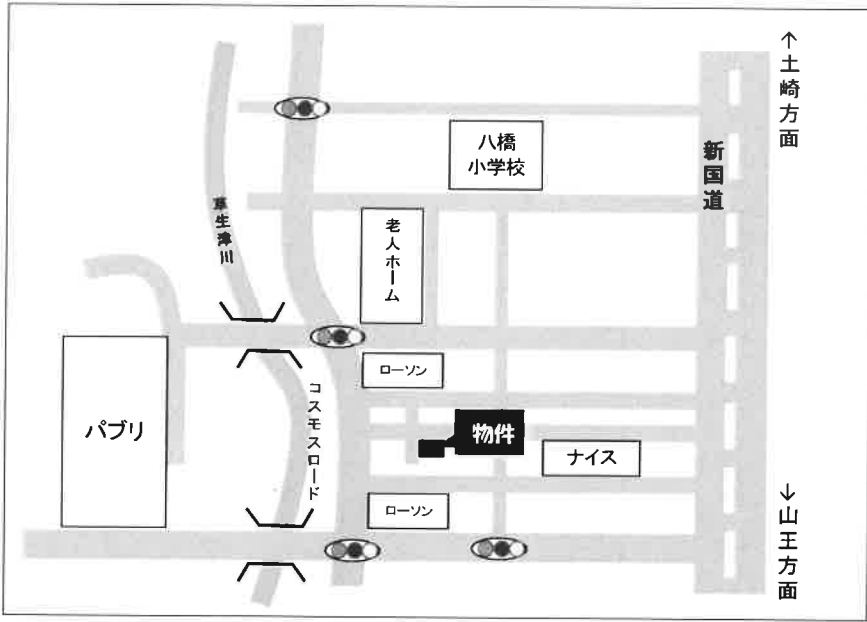 ↑土崎方面
新国道
八橋
小学校
草生津川
老人ホーム
ローソン
コスモスロード
パブリ
物件
ナイス
ローソン
↓山王方面